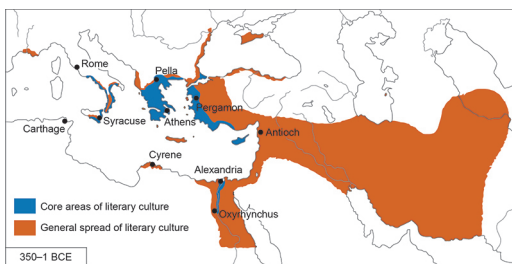 Rome
Pella
Pergamon
Carthage
Syracuse
Athens
Antioch
Cyrene
Alexandria
Oxyrhynchus
Core areas of literary culture
General spread of literary culture
350–1 BCE